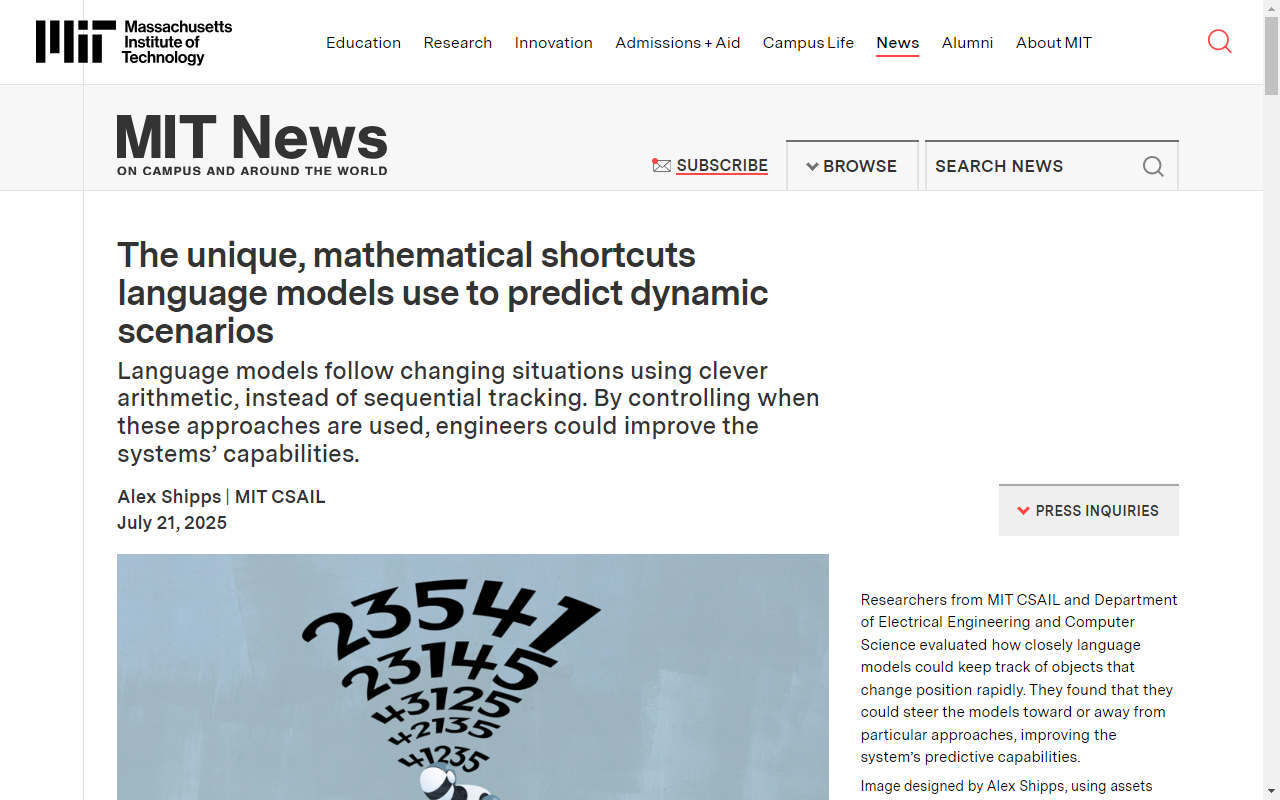 Massachusetts
Institute of
Technology
Education
Research
Innovation
Admissions + Aid
Campus Life
News
Alumni
About MIT
MIT News
ON CAMPUS AND AROUND THE WORLD
SUBSCRIBE
BROWSE
SEARCH NEWS
The unique, mathematical shortcuts
language models use to predict dynamic
scenarios
Language models follow changing situations using clever
arithmetic, instead of sequential tracking. By controlling when
these approaches are used, engineers could improve the
systems’ capabilities.
Alex Shipps | MIT CSAIL
July 21, 2025
PRESS INQUIRIES
23541
23145
43125
42135
41235
Researchers from MIT CSAIL and Department
of Electrical Engineering and Computer
Science evaluated how closely language
models could keep track of objects that
change position rapidly. They found that they
could steer the models toward or away from
particular approaches, improving the
system’s predictive capabilities.
Image designed by Alex Shipps, using assets